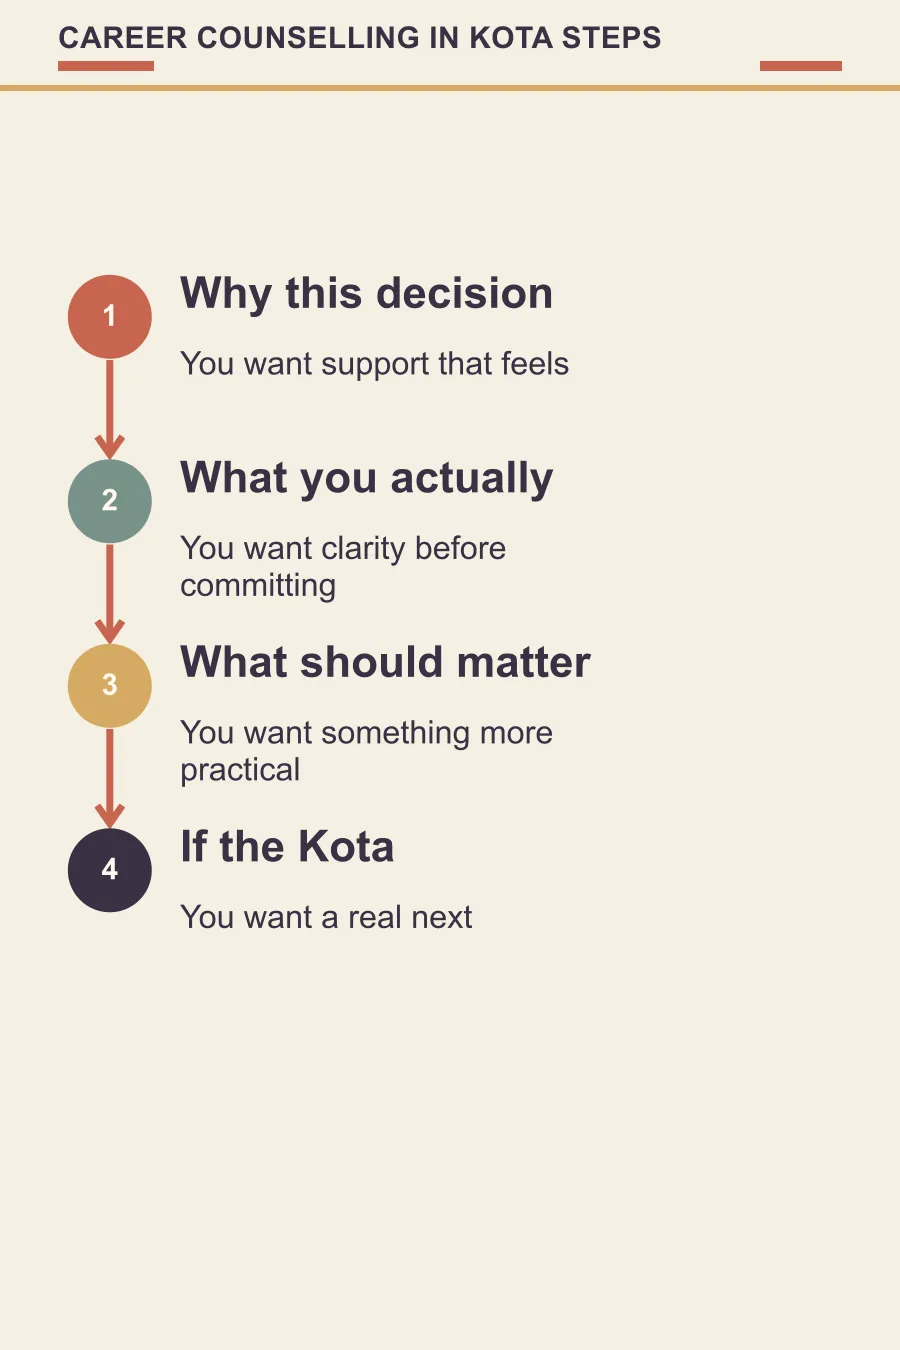 CAREER COUNSELLING IN KOTA STEPS
1
Why this decision
You want support that feels
2
What you actually
You want clarity before
committing
3
What should matter
You want something more
practical
4
If the Kota
You want a real next